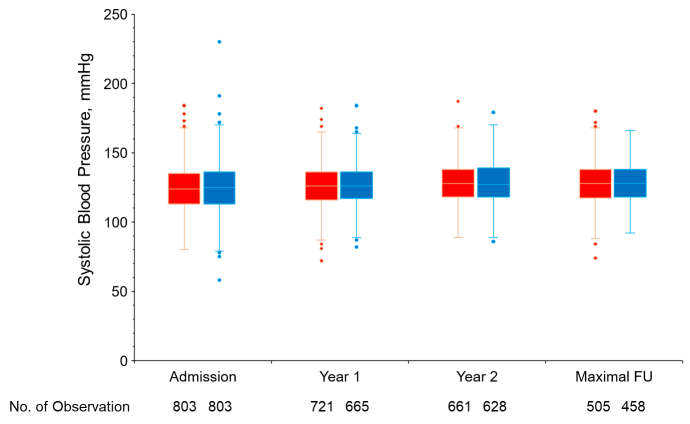 Systolic Blood Pressure, mmHg
250
200
150
100
50
0
Admission Year 1 Year 2 Maximal FU
No. of Observation 803 803 721 665 661 628 505 458